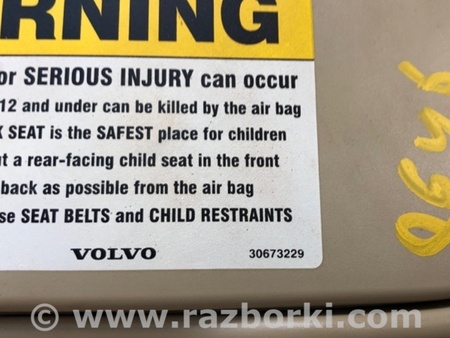 RNING
or SERIOUS INJURY can occur
12 and under can be killed by the air bag
K SEAT is the SAFEST place for children
t a rear-facing child seat in the front
back as possible from the air bag
se SEAT BELTS and CHILD RESTRAINTS
VOLVO 30673229
© www.razborki.com